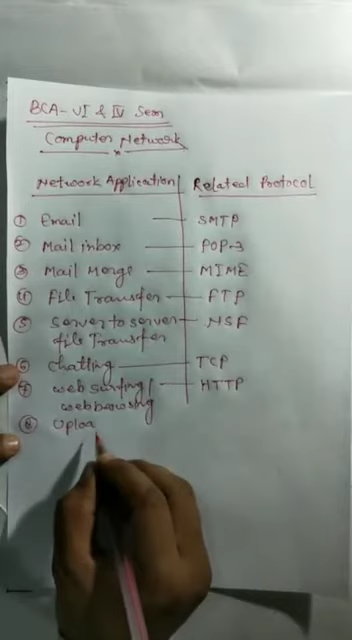 BCA - VI & IV Sem
Computer Network
Network Application | Related Protocol
① Email — SMTP
② Mail inbox — POP-3
③ Mail Merge — MIME
④ File Transfer — FTP
⑤ Server to server — NSF
file Transfer
⑥ Chatting — TCP
⑦ web surfing / — HTTP
web browsing
⑧ Uploa